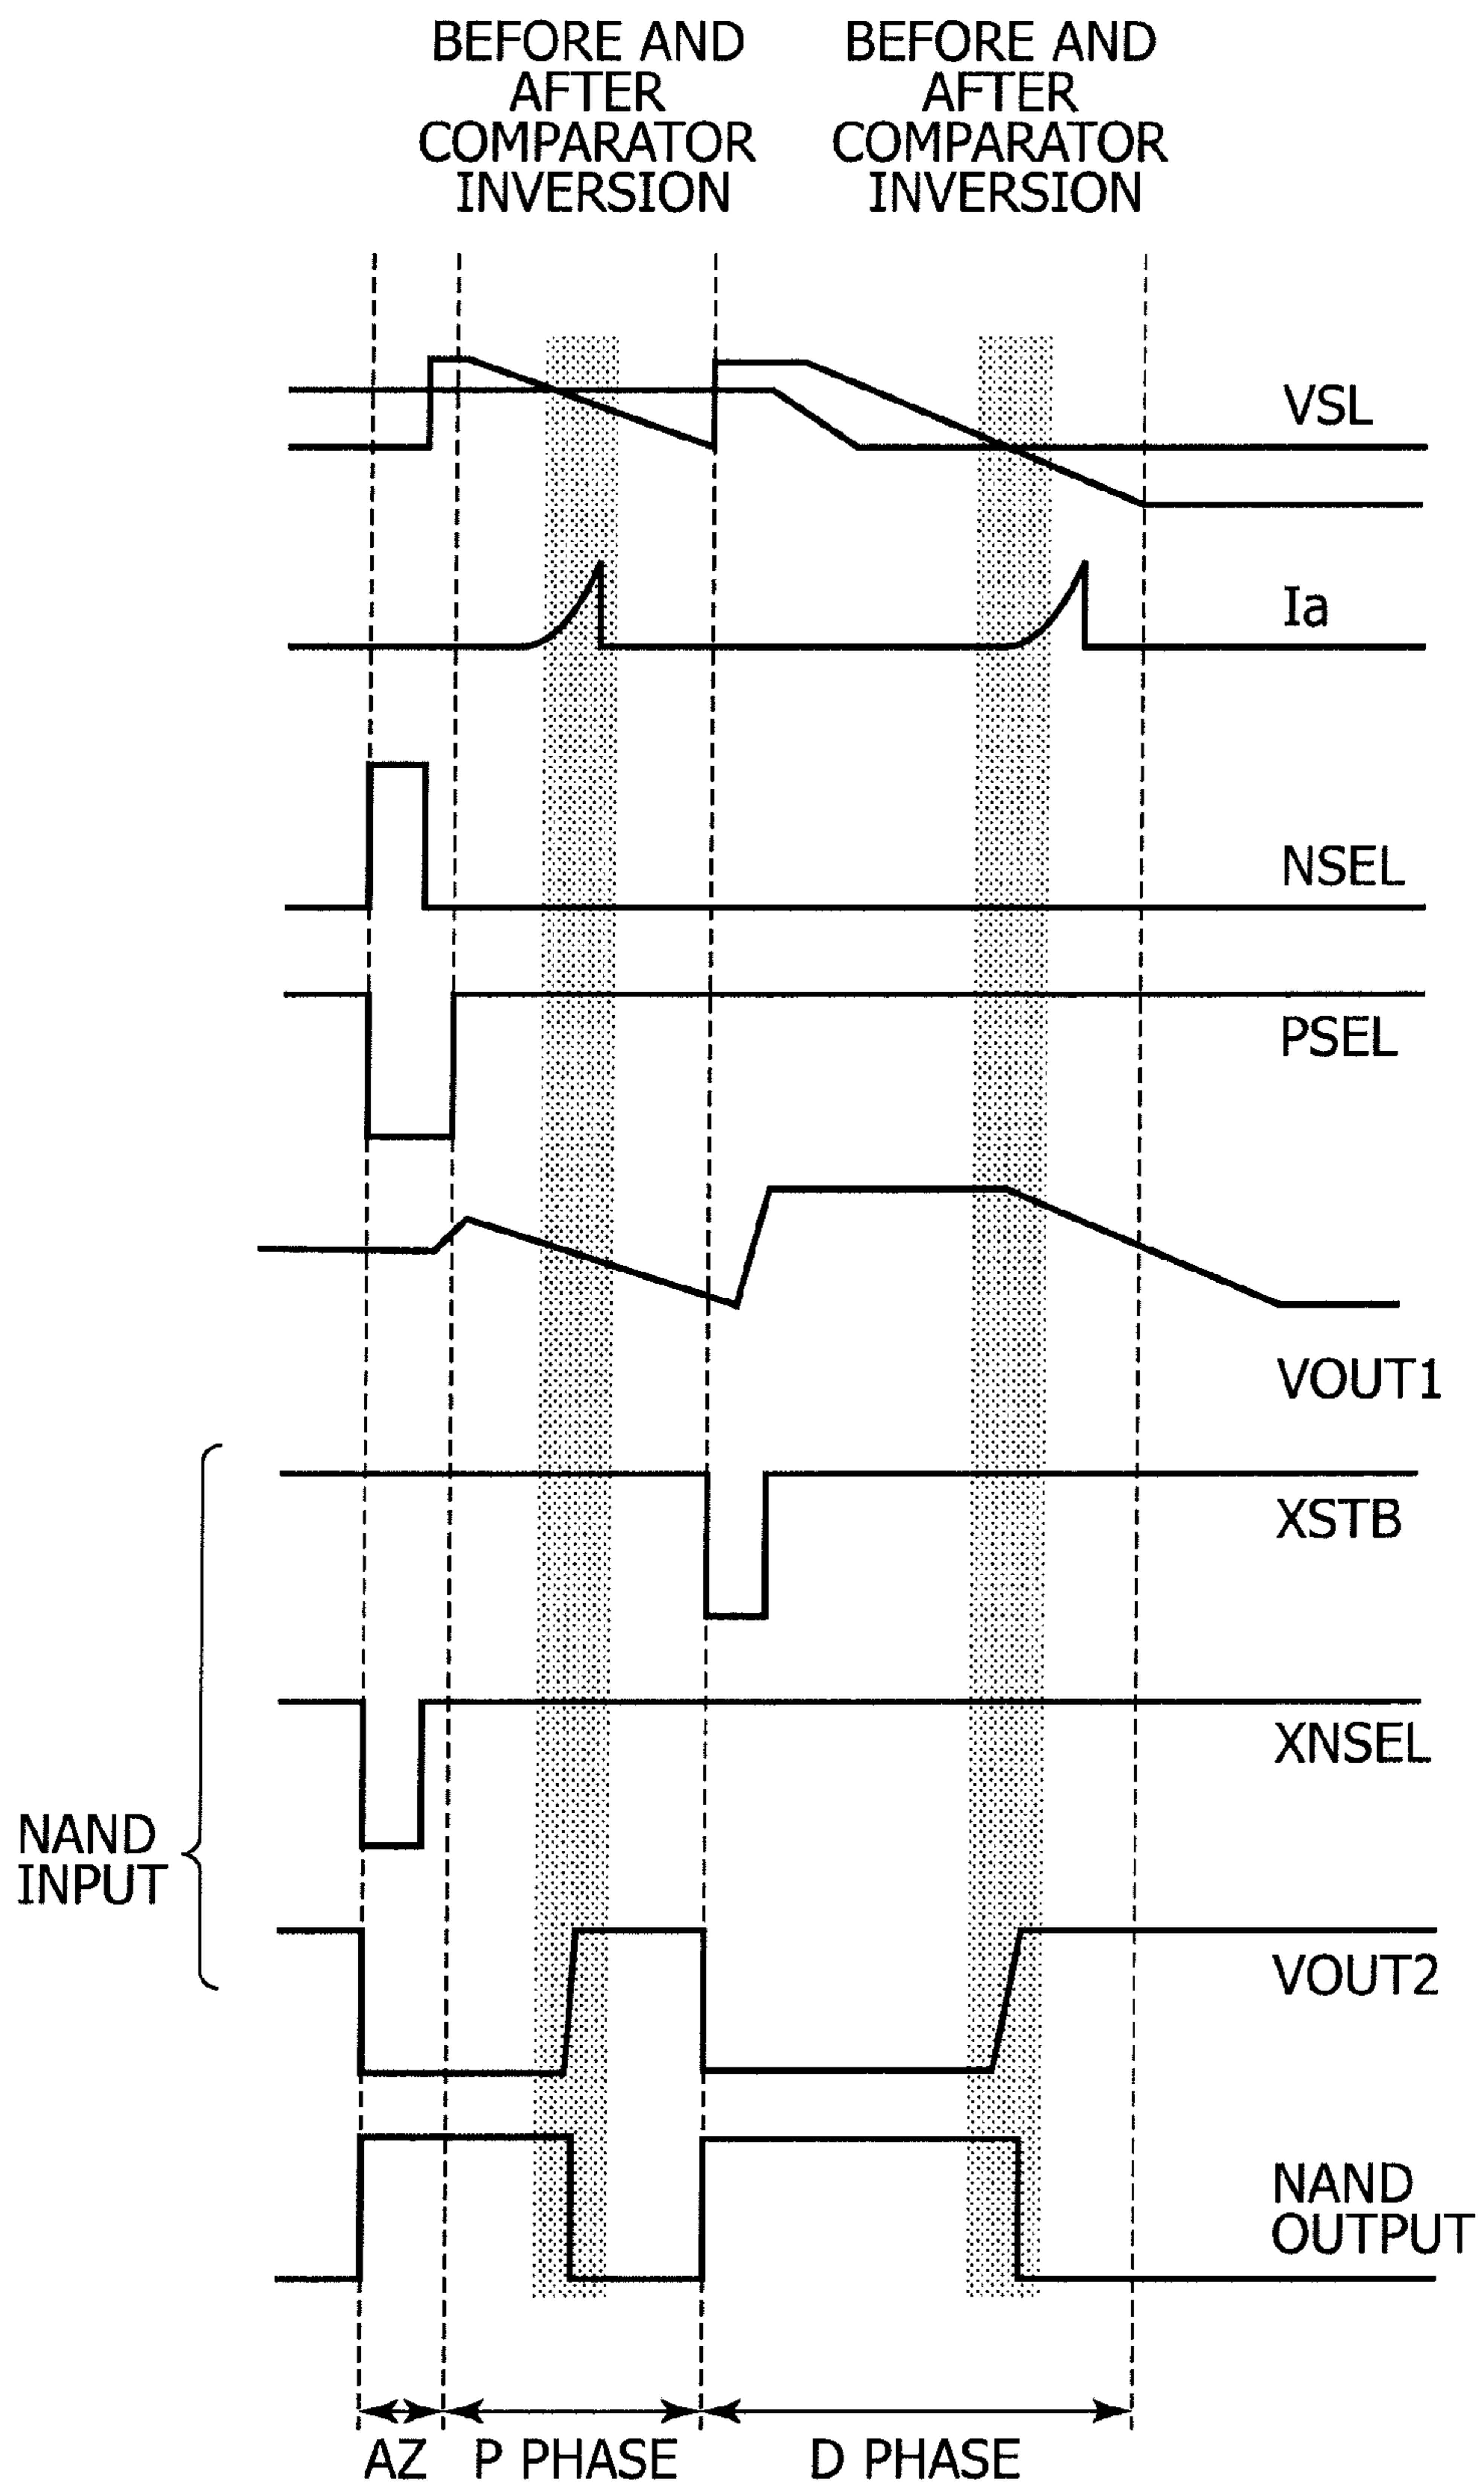 BEFORE AND
AFTER
COMPARATOR
INVERSION
BEFORE AND
AFTER
COMPARATOR
INVERSION
VSL
Ia
NSEL
PSEL
VOUT1
XSTB
XNSEL
NAND
INPUT
VOUT2
NAND
OUTPUT
AZ
P PHASE
D PHASE